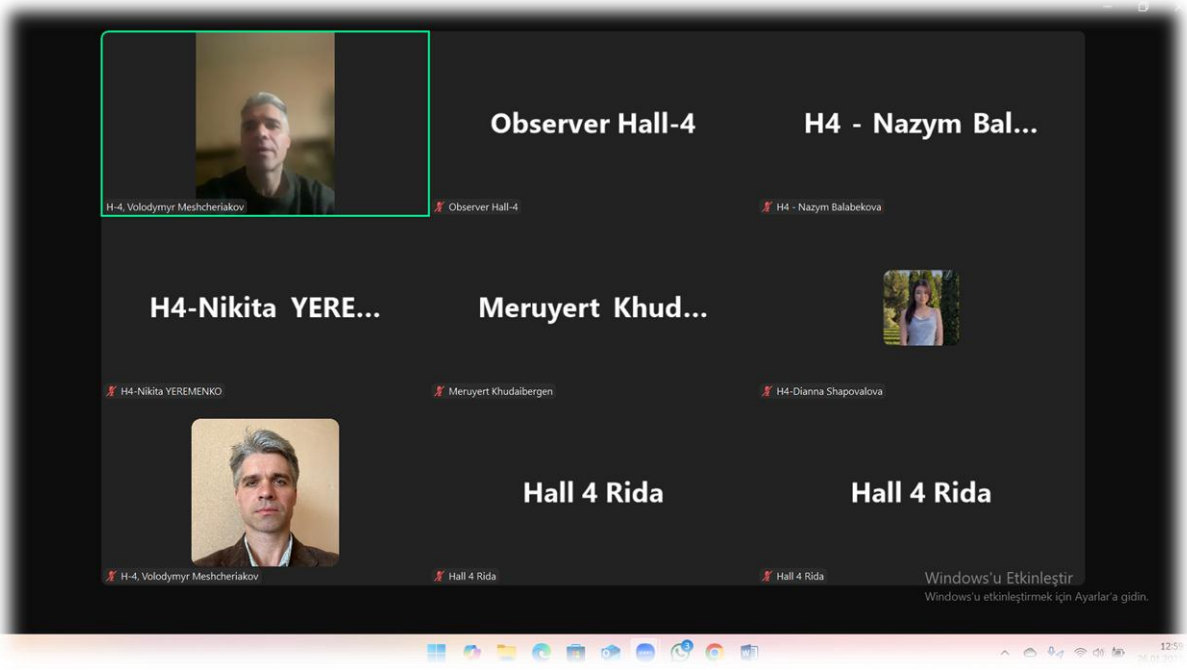 Observer Hall-4
H4 - Nazym Bal...
H-4, Volodymyr Meshcheriakov
Observer Hall-4
H4 - Nazym Balabekova
H4-Nikita YERE...
Meruyert Khud...
H4-Nikita YEREMENKO
Meruyert Khudaibergen
H4-Dianna Shapovalova
Hall 4 Rida
Hall 4 Rida
H-4, Volodymyr Meshcheriakov
Hall 4 Rida
Hall 4 Rida
Windows'u Etkinleştir
Windows'u etkinleştirmek için Ayarlar'a gidin.
3
12:59